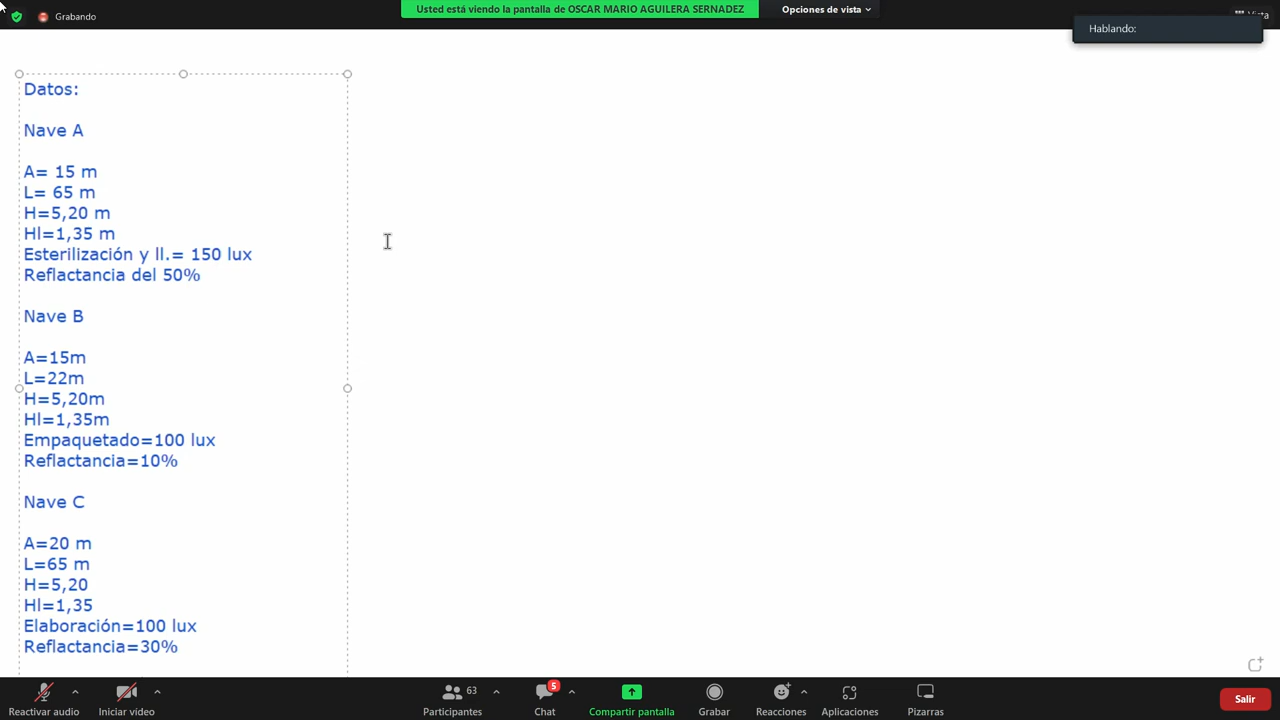 Grabando
Usted está viendo la pantalla de OSCAR MARIO AGUILERA SERNADEZ
Opciones de vista
Vista
Hablando:
Datos:
Nave A
A= 15 m
L= 65 m
H=5,20 m
Hl=1,35 m
Esterilización y ll.= 150 lux
Reflactancia del 50%
Nave B
A=15m
L=22m
H=5,20m
Hl=1,35m
Empaquetado=100 lux
Reflactancia=10%
Nave C
A=20 m
L=65 m
H=5,20
Hl=1,35
Elaboración=100 lux
Reflactancia=30%
Reactivar audio
Iniciar video
63
Participantes
5
Chat
Compartir pantalla
Grabar
Reacciones
Aplicaciones
Pizarras
Salir